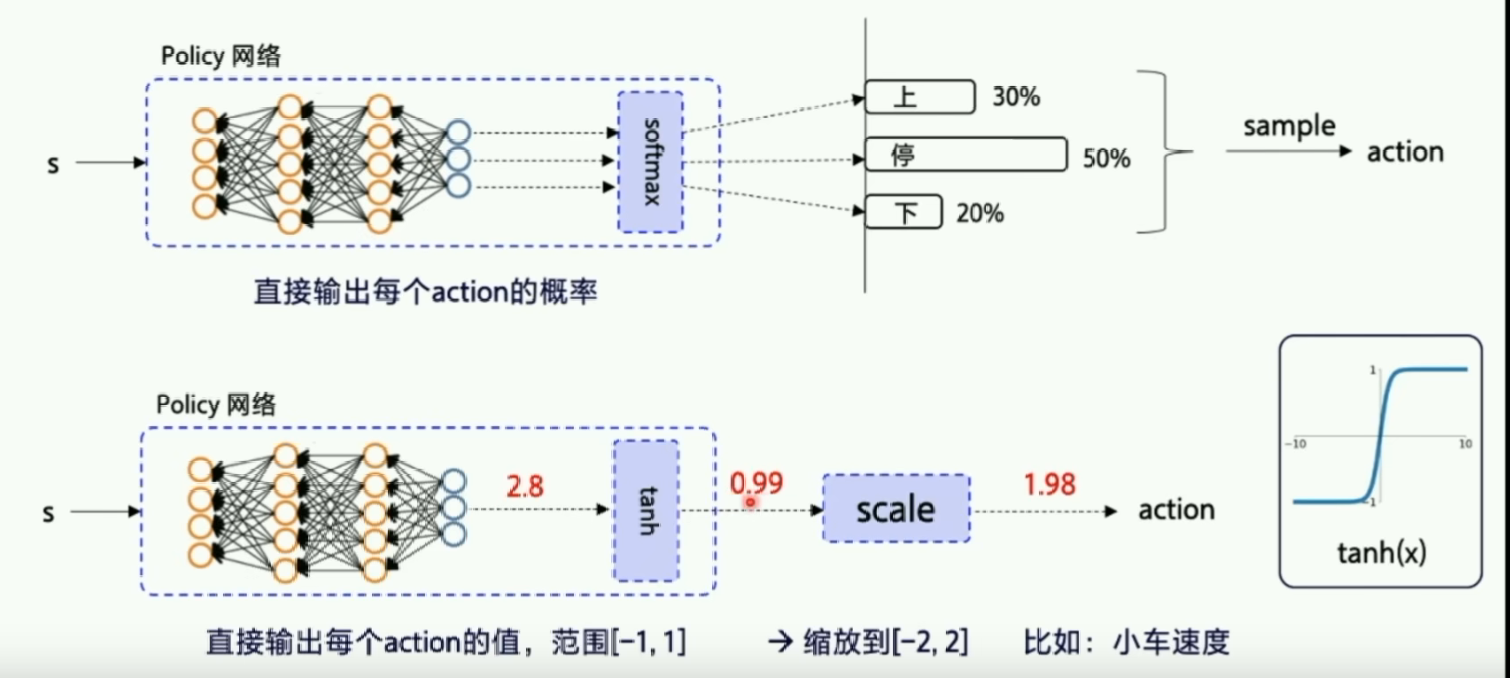 Policy 网络
s
softmax
上 30%
停 50%
下 20%
sample
action
直接输出每个action的概率
Policy 网络
s
2.8
tanh
0.99
scale
1.98
action
1
-10
10
-1
tanh(x)
直接输出每个action的值，范围[-1, 1] → 缩放到[-2, 2] 比如：小车速度